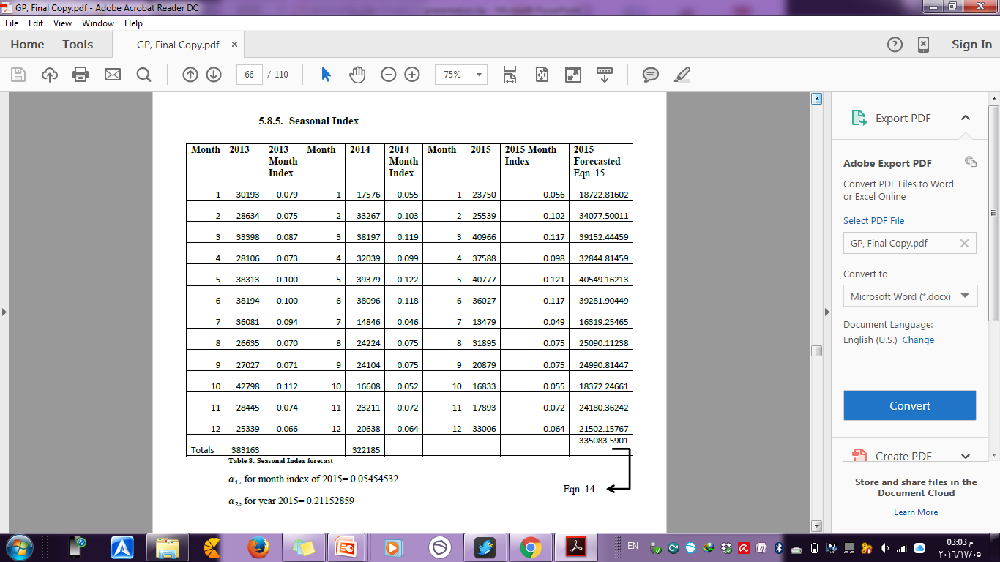 GP, Final Copy.pdf - Adobe Acrobat Reader DC
File Edit View Window Help
Home Tools GP, Final Copy.pdf × Sign In
66 / 110 75%
5.8.5. Seasonal Index
Month 2013 2013 Month Index Month 2014 2014 Month Index Month 2015 2015 Month Index 2015 Forecasted Eqn. 15
1 30193 0.079 1 17576 0.055 1 23750 0.056 18722.81602
2 28634 0.075 2 33267 0.103 2 25539 0.102 34077.50011
3 33398 0.087 3 38197 0.119 3 40966 0.117 39152.44459
4 28106 0.073 4 32039 0.099 4 37588 0.098 32844.81459
5 38313 0.100 5 39379 0.122 5 40777 0.121 40549.16213
6 38194 0.100 6 38096 0.118 6 36027 0.117 39281.90449
7 36081 0.094 7 14846 0.046 7 13479 0.049 16319.25465
8 26635 0.070 8 24224 0.075 8 31895 0.075 25090.11238
9 27027 0.071 9 24104 0.075 9 20879 0.075 24990.81447
10 42798 0.112 10 16608 0.052 10 16833 0.055 18372.24661
11 28445 0.074 11 23211 0.072 11 17893 0.072 24180.36242
12 25339 0.066 12 20638 0.064 12 33006 0.064 21502.15767
Totals 383163 322185 335083.5901
Table 8: Seasonal Index forecast
α₁, for month index of 2015= 0.05454532
Eqn. 14
α₂, for year 2015= 0.21152859
Export PDF
Adobe Export PDF
Convert PDF Files to Word
or Excel Online
Select PDF File
GP, Final Copy.pdf
Convert to
Microsoft Word (*.docx)
Document Language:
English (U.S.) Change
Convert
Create PDF
Store and share files in the
Document Cloud
Learn More
EN
03:03 م
٢٠١٦/١٧/٠٥